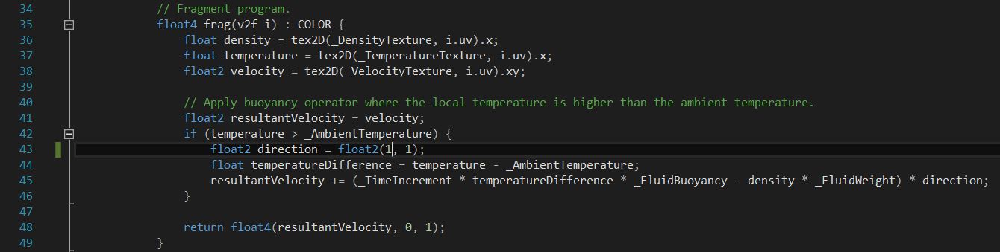 34 // Fragment program.
35 float4 frag(v2f i) : COLOR {
36 float density = tex2D(_DensityTexture, i.uv).x;
37 float temperature = tex2D(_TemperatureTexture, i.uv).x;
38 float2 velocity = tex2D(_VelocityTexture, i.uv).xy;
39
40 // Apply buoyancy operator where the local temperature is higher than the ambient temperature.
41 float2 resultantVelocity = velocity;
42 if (temperature > _AmbientTemperature) {
43 float2 direction = float2(1, 1);
44 float temperatureDifference = temperature - _AmbientTemperature;
45 resultantVelocity += (_TimeIncrement * temperatureDifference * _FluidBuoyancy - density * _FluidWeight) * direction;
46 }
47
48 return float4(resultantVelocity, 0, 1);
49 }